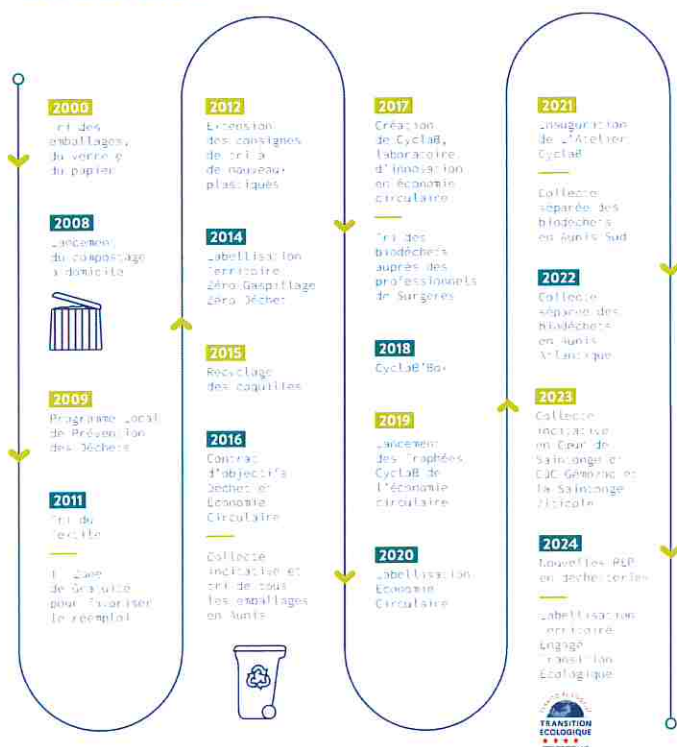 2000
Tri des
emballages,
du verre
du papier
2008
Lancement
du compostage
à domicile
2009
Programme Local
de Prévention
des Déchets
2011
Tri du
Textile
Zone
de Gratuité
pour favoriser
le réemploi
2012
Extension
des consignes
de tri à
de nouveaux
plastiques
2014
Labellisation
Territoire
Zéro Gaspillage
Zéro Déchet
2015
Recyclage
des coquilles
2016
Contrat
d'objectifs
Déchet et
Économie
Circulaire
Collecte
incitative et
tri de tous
les emballages
en Aunis
2017
Création
de CyclaB,
laboratoire
d'innovation
en économie
circulaire
Tri des
biodéchets
auprès des
professionnels
de Surgères
2018
CyclaB'Box
2019
Lancement
des Trophées
CyclaB de
l'économie
circulaire
2020
Labellisation
Économie
Circulaire
2021
Inauguration
de L'Atelier
CyclaB
Collecte
séparée des
biodéchets
en Aunis Sud
2022
Collecte
séparée des
biodéchets
en Aunis
Atlantique
2023
Collecte
incitative
en Cœur de
Saintonge et
CdC Gémozac et
la Saintonge
Viticole
2024
Nouvelles REP
en déchèteries
Labellisation
Territoire
Engagé
Transition
Écologique
TRANSITION
ECOLOGIQUE